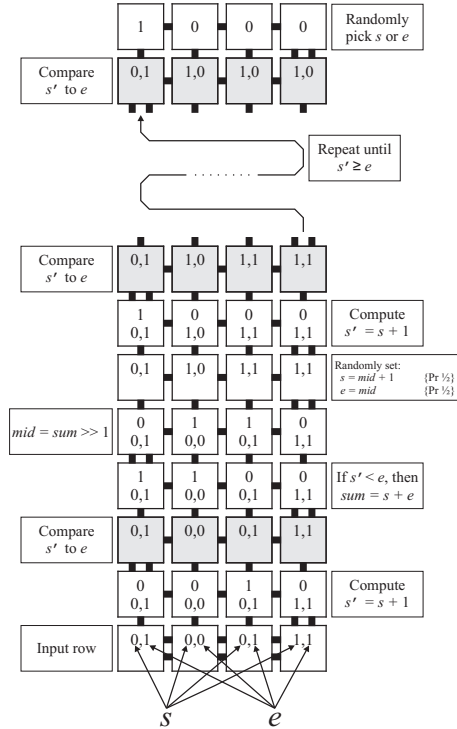 1 0 0 0
Randomly
pick s or e
Compare
s′ to e
0,1 1,0 1,0 1,0
Repeat until
s′ ≥ e
Compare
s′ to e
0,1 1,0 1,1 1,1
1 0 0 0
0,1 1,0 1,1 1,1
Compute
s′ = s + 1
0,1 1,0 1,1 1,1
Randomly set:
s = mid + 1 {Pr ½}
e = mid {Pr ½}
mid = sum >> 1
0 1 1 0
0,1 0,0 0,1 1,1
1 1 0 0
0,1 0,0 0,1 1,1
If s′ < e, then
sum = s + e
Compare
s′ to e
0,1 0,0 0,1 1,1
0 0 1 0
0,1 0,0 0,1 1,1
Compute
s′ = s + 1
Input row
0,1 0,0 0,1 1,1
s e